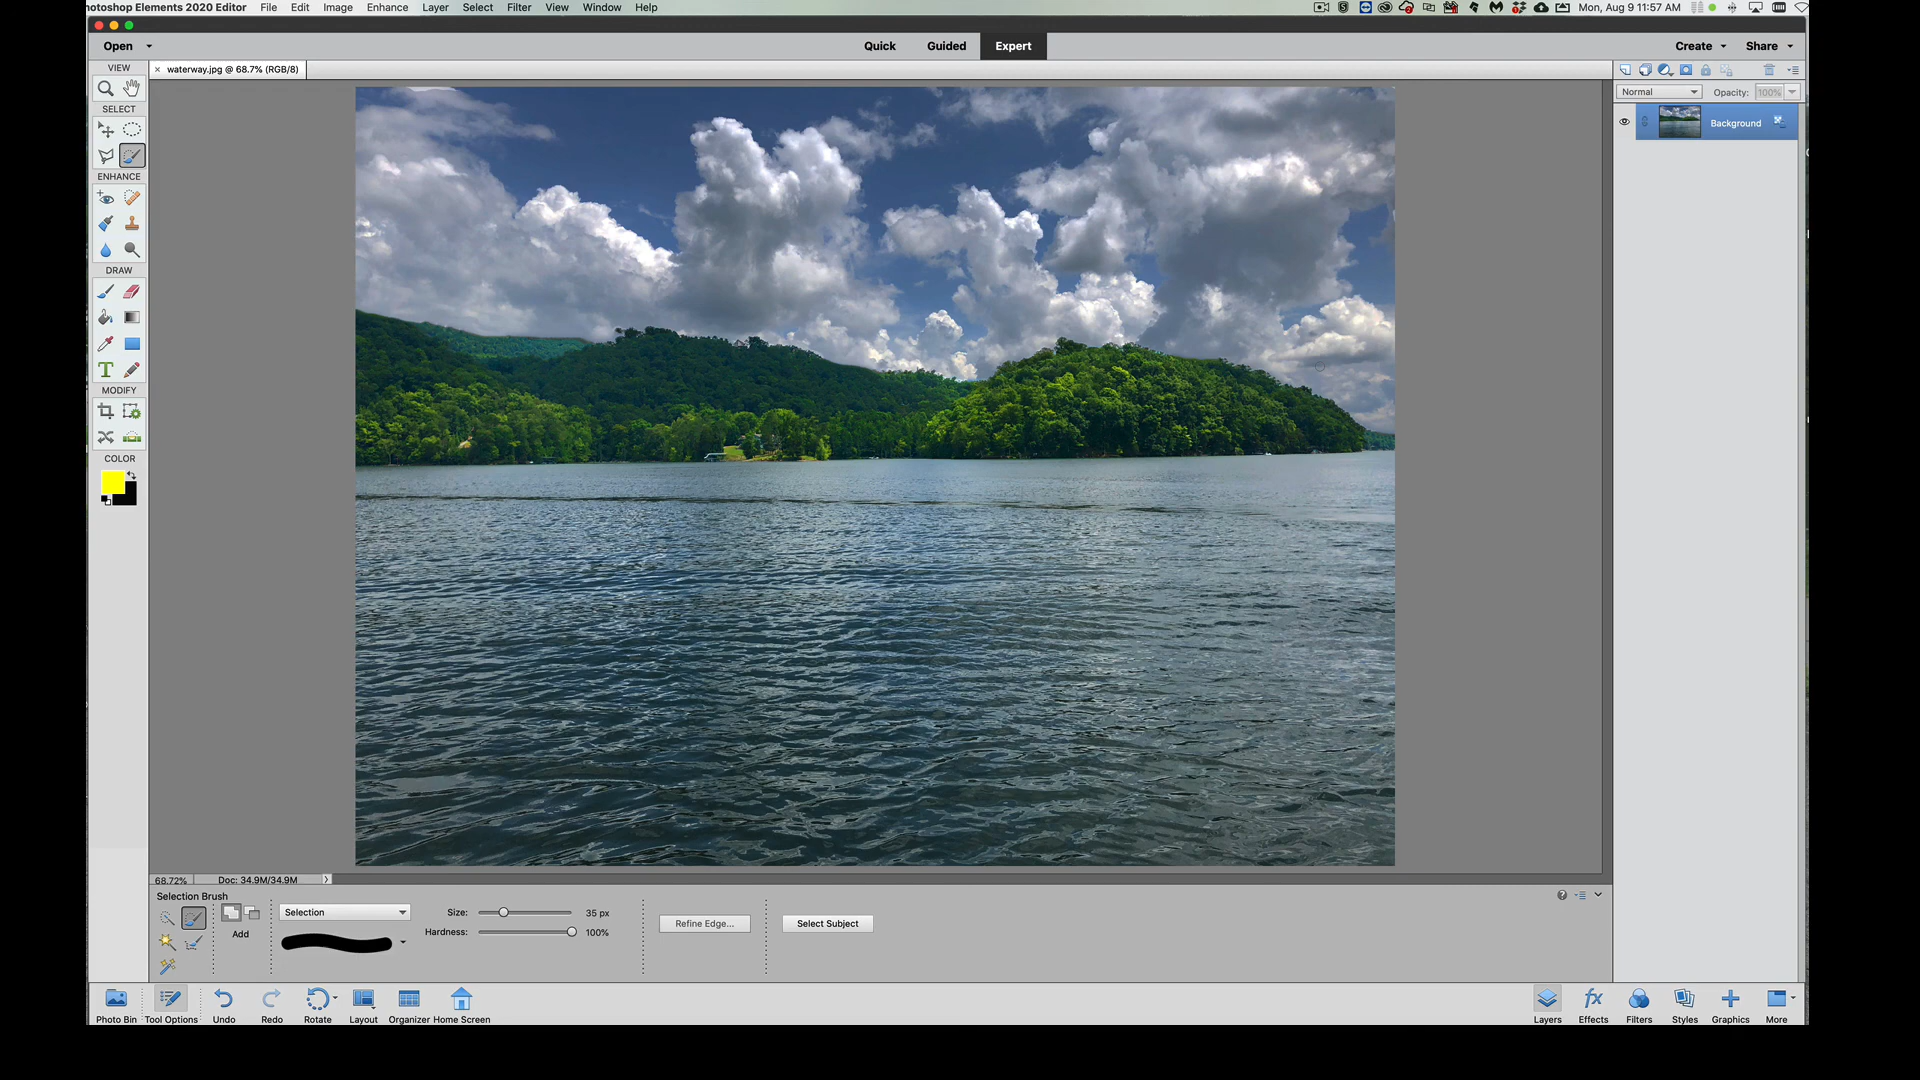 hotoshop Elements 2020 Editor File Edit Image Enhance Layer Select Filter View Window Help Mon, Aug 9 11:57 AM
Open Quick Guided Expert Create Share
VIEW
waterway.jpg @ 68.7% (RGB/8)
Normal Opacity: 100%
SELECT
Background
ENHANCE
DRAW
T
MODIFY
COLOR
68.72% Doc: 34.9M/34.9M
Selection Brush
Add
Selection
Size: 35 px
Hardness: 100%
Refine Edge...
Select Subject
fx
Photo Bin Tool Options Undo Redo Rotate Layout Organizer Home Screen Layers Effects Filters Styles Graphics More